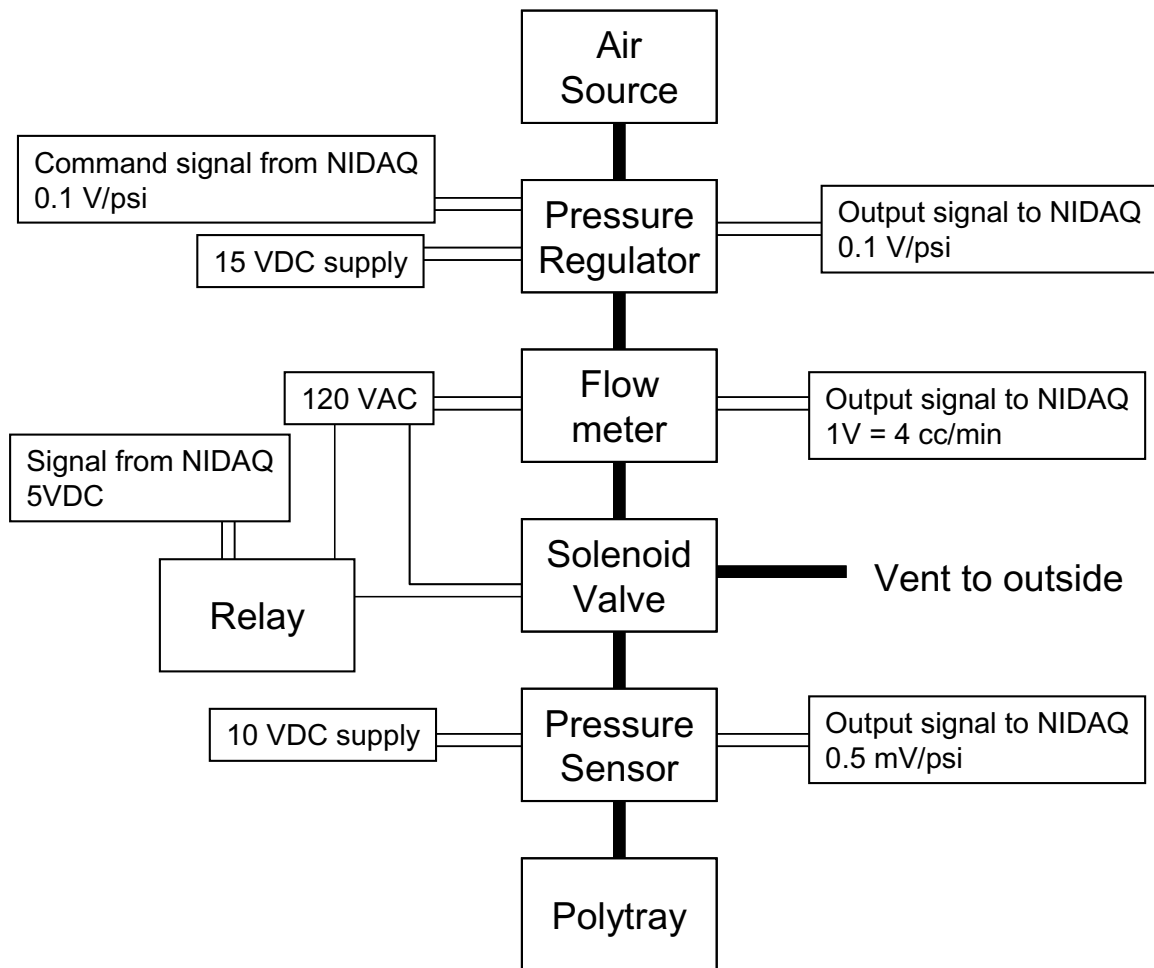 Air
Source
Command signal from NIDAQ
0.1 V/psi
Pressure
Regulator
Output signal to NIDAQ
0.1 V/psi
15 VDC supply
120 VAC
Flow
meter
Output signal to NIDAQ
1V = 4 cc/min
Signal from NIDAQ
5VDC
Relay
Solenoid
Valve
Vent to outside
10 VDC supply
Pressure
Sensor
Output signal to NIDAQ
0.5 mV/psi
Polytray